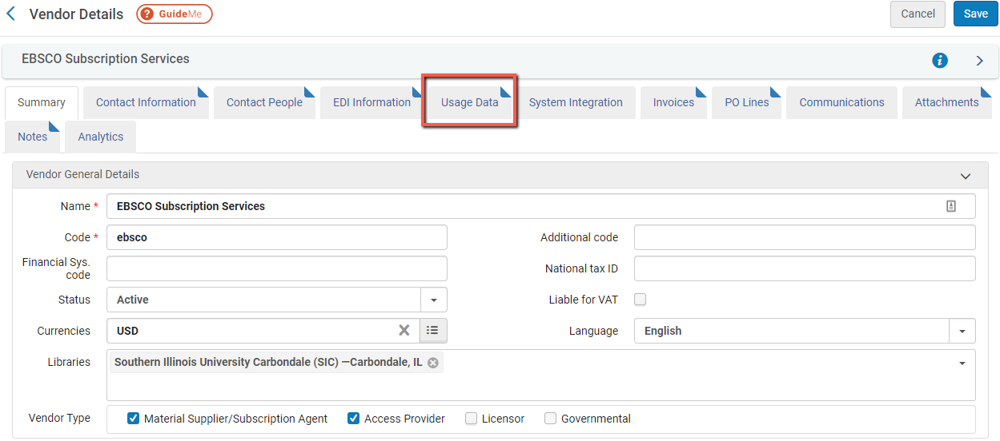 Vendor Details ? GuideMe Cancel Save
EBSCO Subscription Services i
Summary Contact Information Contact People EDI Information Usage Data System Integration Invoices PO Lines Communications Attachments
Notes Analytics
Vendor General Details
Name * EBSCO Subscription Services
Code * ebsco Additional code
Financial Sys. code National tax ID
Status Active Liable for VAT
Currencies USD Language English
Libraries Southern Illinois University Carbondale (SIC) —Carbondale, IL
Vendor Type Material Supplier/Subscription Agent Access Provider Licensor Governmental